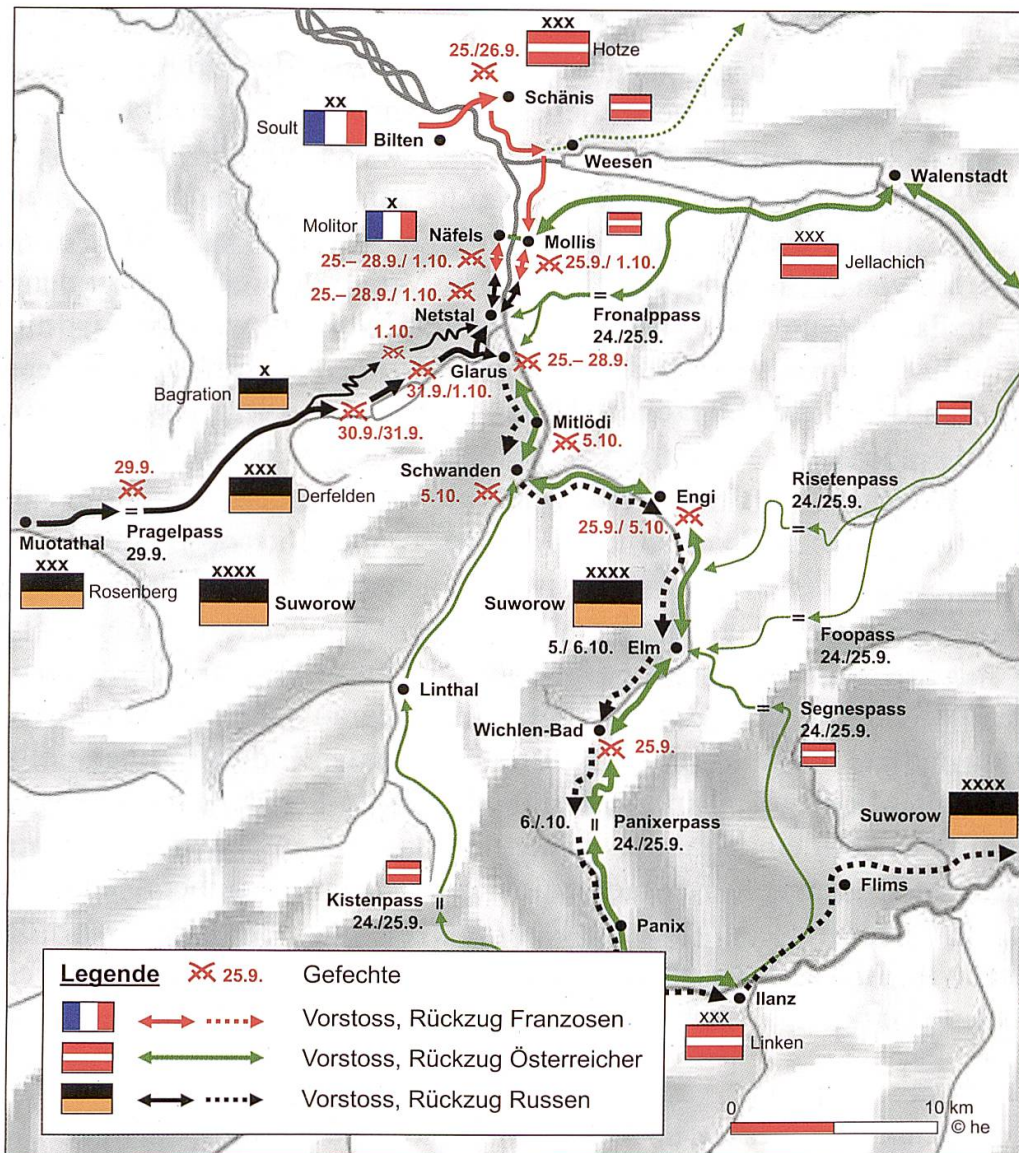 xxx
25./26.9.
Hotze
xx
Schänis
Soult
Bilten
Weesen
Walenstadt
x
Molitor
Näfels
Mollis
xxx
25.– 28.9./ 1.10.
25.9./ 1.10.
Jellachich
25.– 28.9./ 1.10.
=
Netstal
Fronalppass
24./25.9.
1.10.
Glarus
25.– 28.9.
x
Bagration
31.9./1.10.
30.9./31.9.
Mitlödi
5.10.
xxx
Schwanden
29.9.
Derfelden
5.10.
Engi
Risetenpass
24./25.9.
=
Muotathal
=
Pragelpass
29.9.
25.9./ 5.10.
xxx
Rosenberg
xxxx
Suworow
xxxx
Suworow
=
Foopass
24./25.9.
5./ 6.10.
Elm
Linthal
=
Segnespass
24./25.9.
Wichlen-Bad
25.9.
xxxx
Suworow
6./.10.
=
Panixerpass
24./25.9.
Flims
Kistenpass
=
24./25.9.
Panix
Legende
25.9.
Gefechte
Ilanz
xxx
Linken
Vorstoss, Rückzug Franzosen
Vorstoss, Rückzug Österreicher
Vorstoss, Rückzug Russen
0
10 km
© he